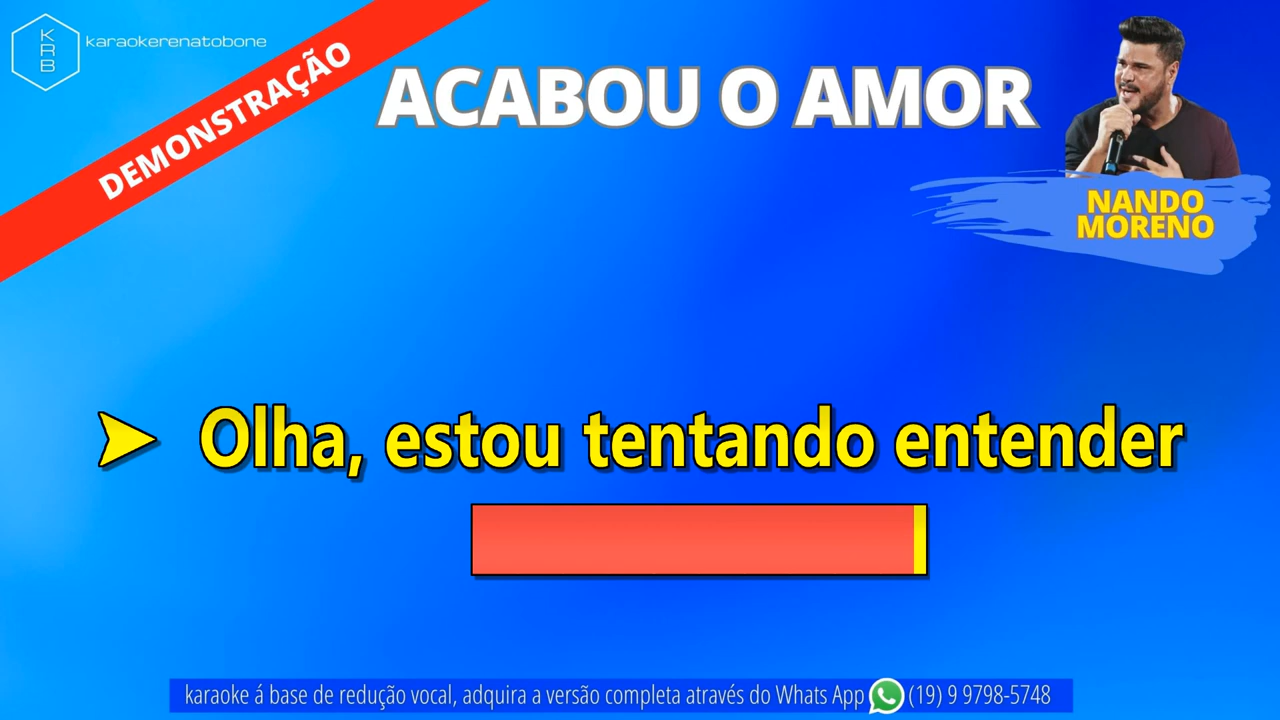 KRB
karaokerenatobone
DEMONSTRAÇÃO
ACABOU O AMOR
NANDO
MORENO
Olha, estou tentando entender
karaoke á base de redução vocal, adquira a versão completa através do Whats App (19) 9 9798-5748